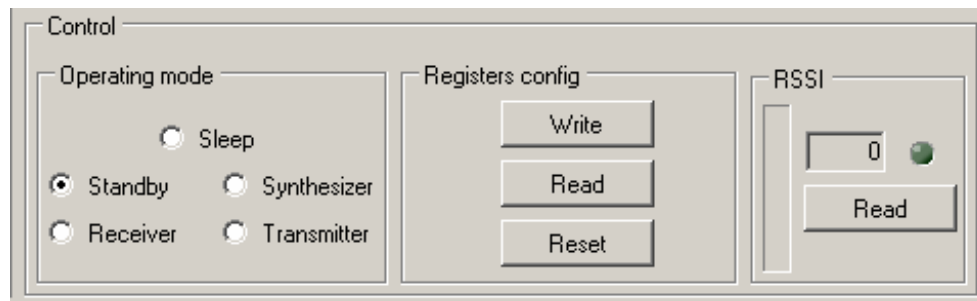 Control
Operating mode
Sleep
Standby
Synthesizer
Receiver
Transmitter
Registers config
Write
Read
Reset
RSSI
0
Read